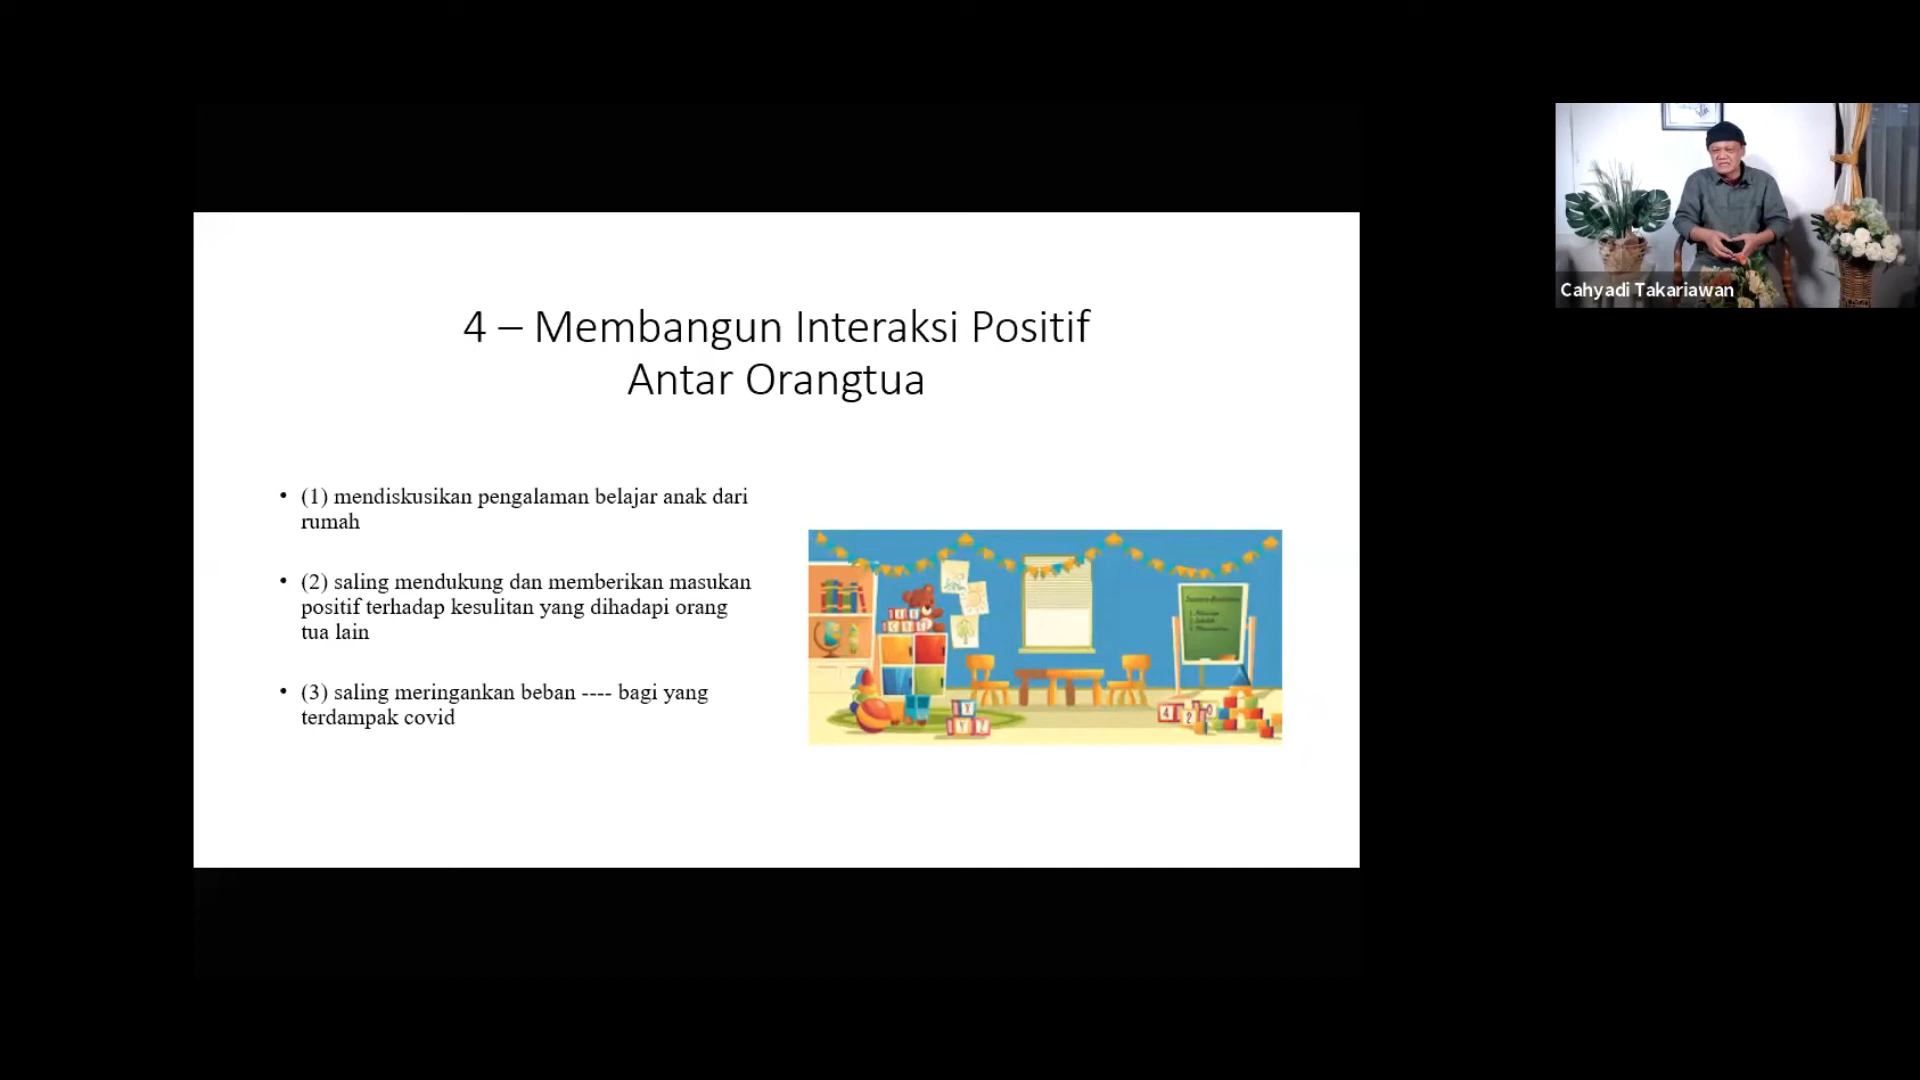 4 – Membangun Interaksi Positif
Antar Orangtua
• (1) mendiskusikan pengalaman belajar anak dari
rumah
• (2) saling mendukung dan memberikan masukan
positif terhadap kesulitan yang dihadapi orang
tua lain
• (3) saling meringankan beban ---- bagi yang
terdampak covid
Cahyadi Takariawan